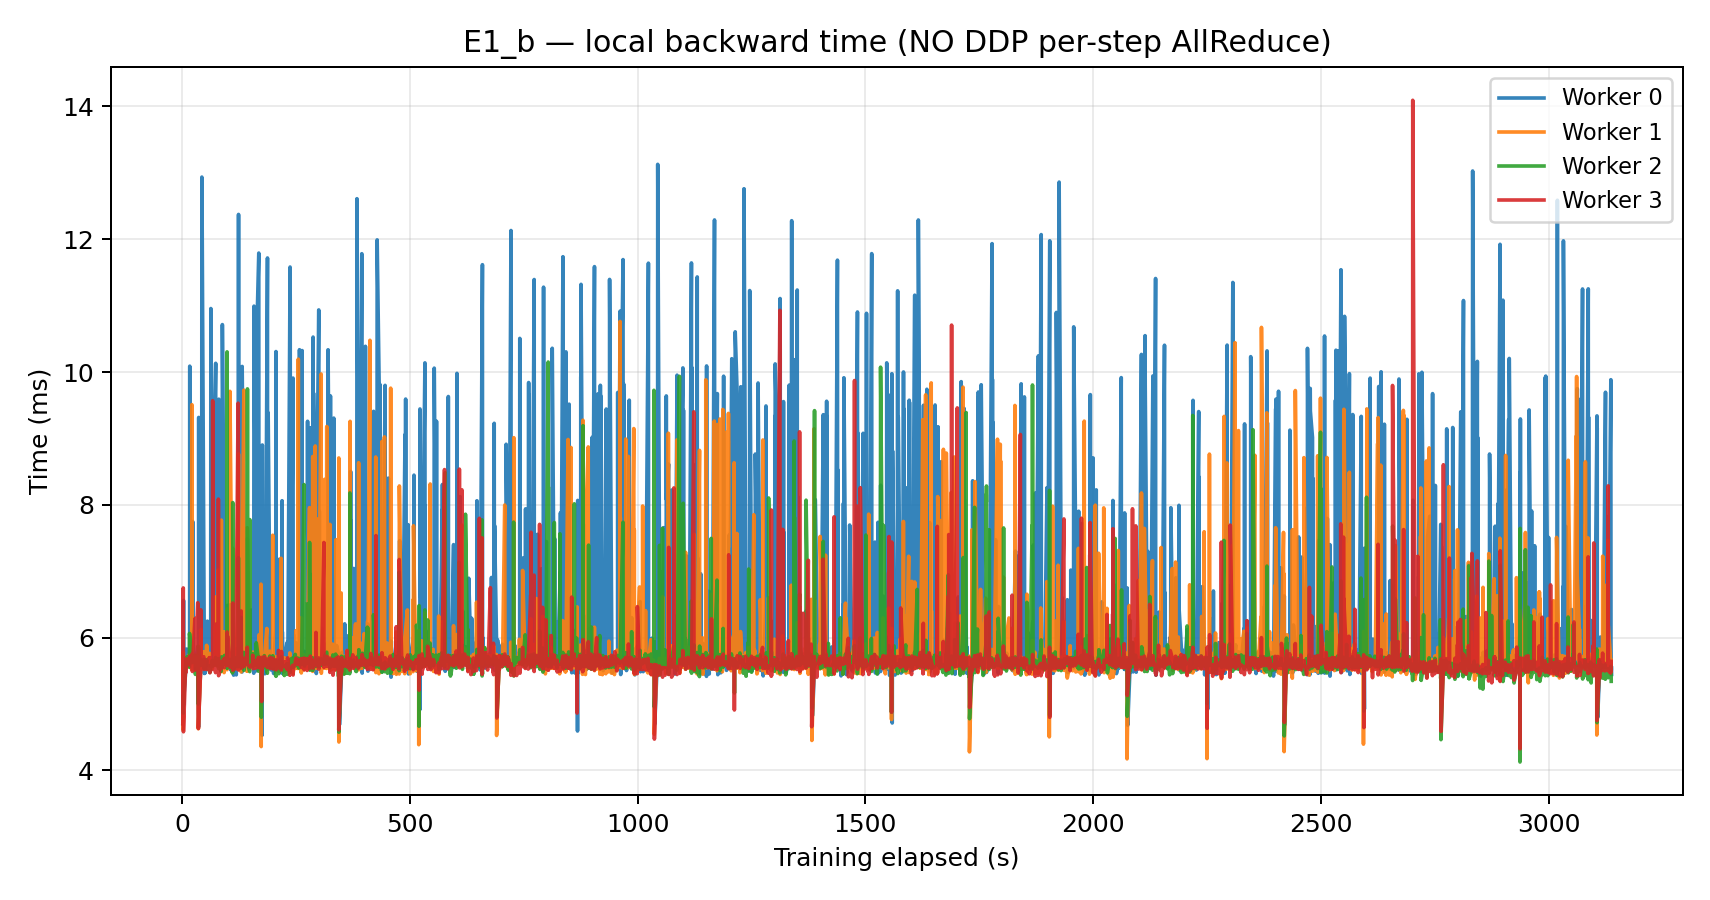 E1_b — local backward time (NO DDP per-step AllReduce)
Time (ms)
14
12
10
8
6
4
Worker 0
Worker 1
Worker 2
Worker 3
0 500 1000 1500 2000 2500 3000
Training elapsed (s)